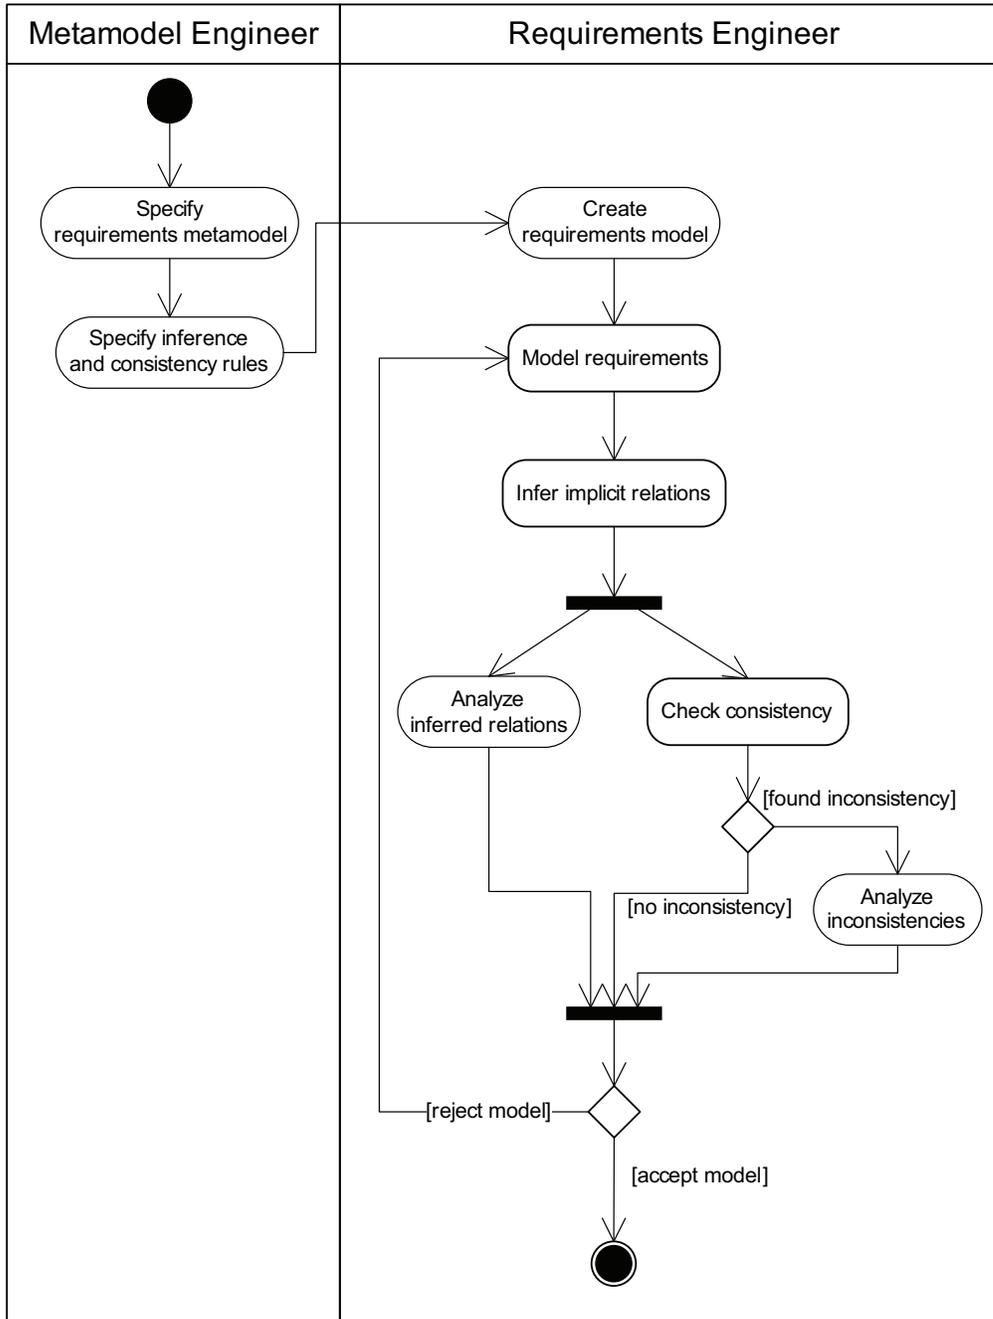 Metamodel Engineer
Requirements Engineer
Specify
requirements metamodel
Create
requirements model
Specify inference
and consistency rules
Model requirements
Infer implicit relations
Analyze
inferred relations
Check consistency
[found inconsistency]
[no inconsistency]
Analyze
inconsistencies
[reject model]
[accept model]